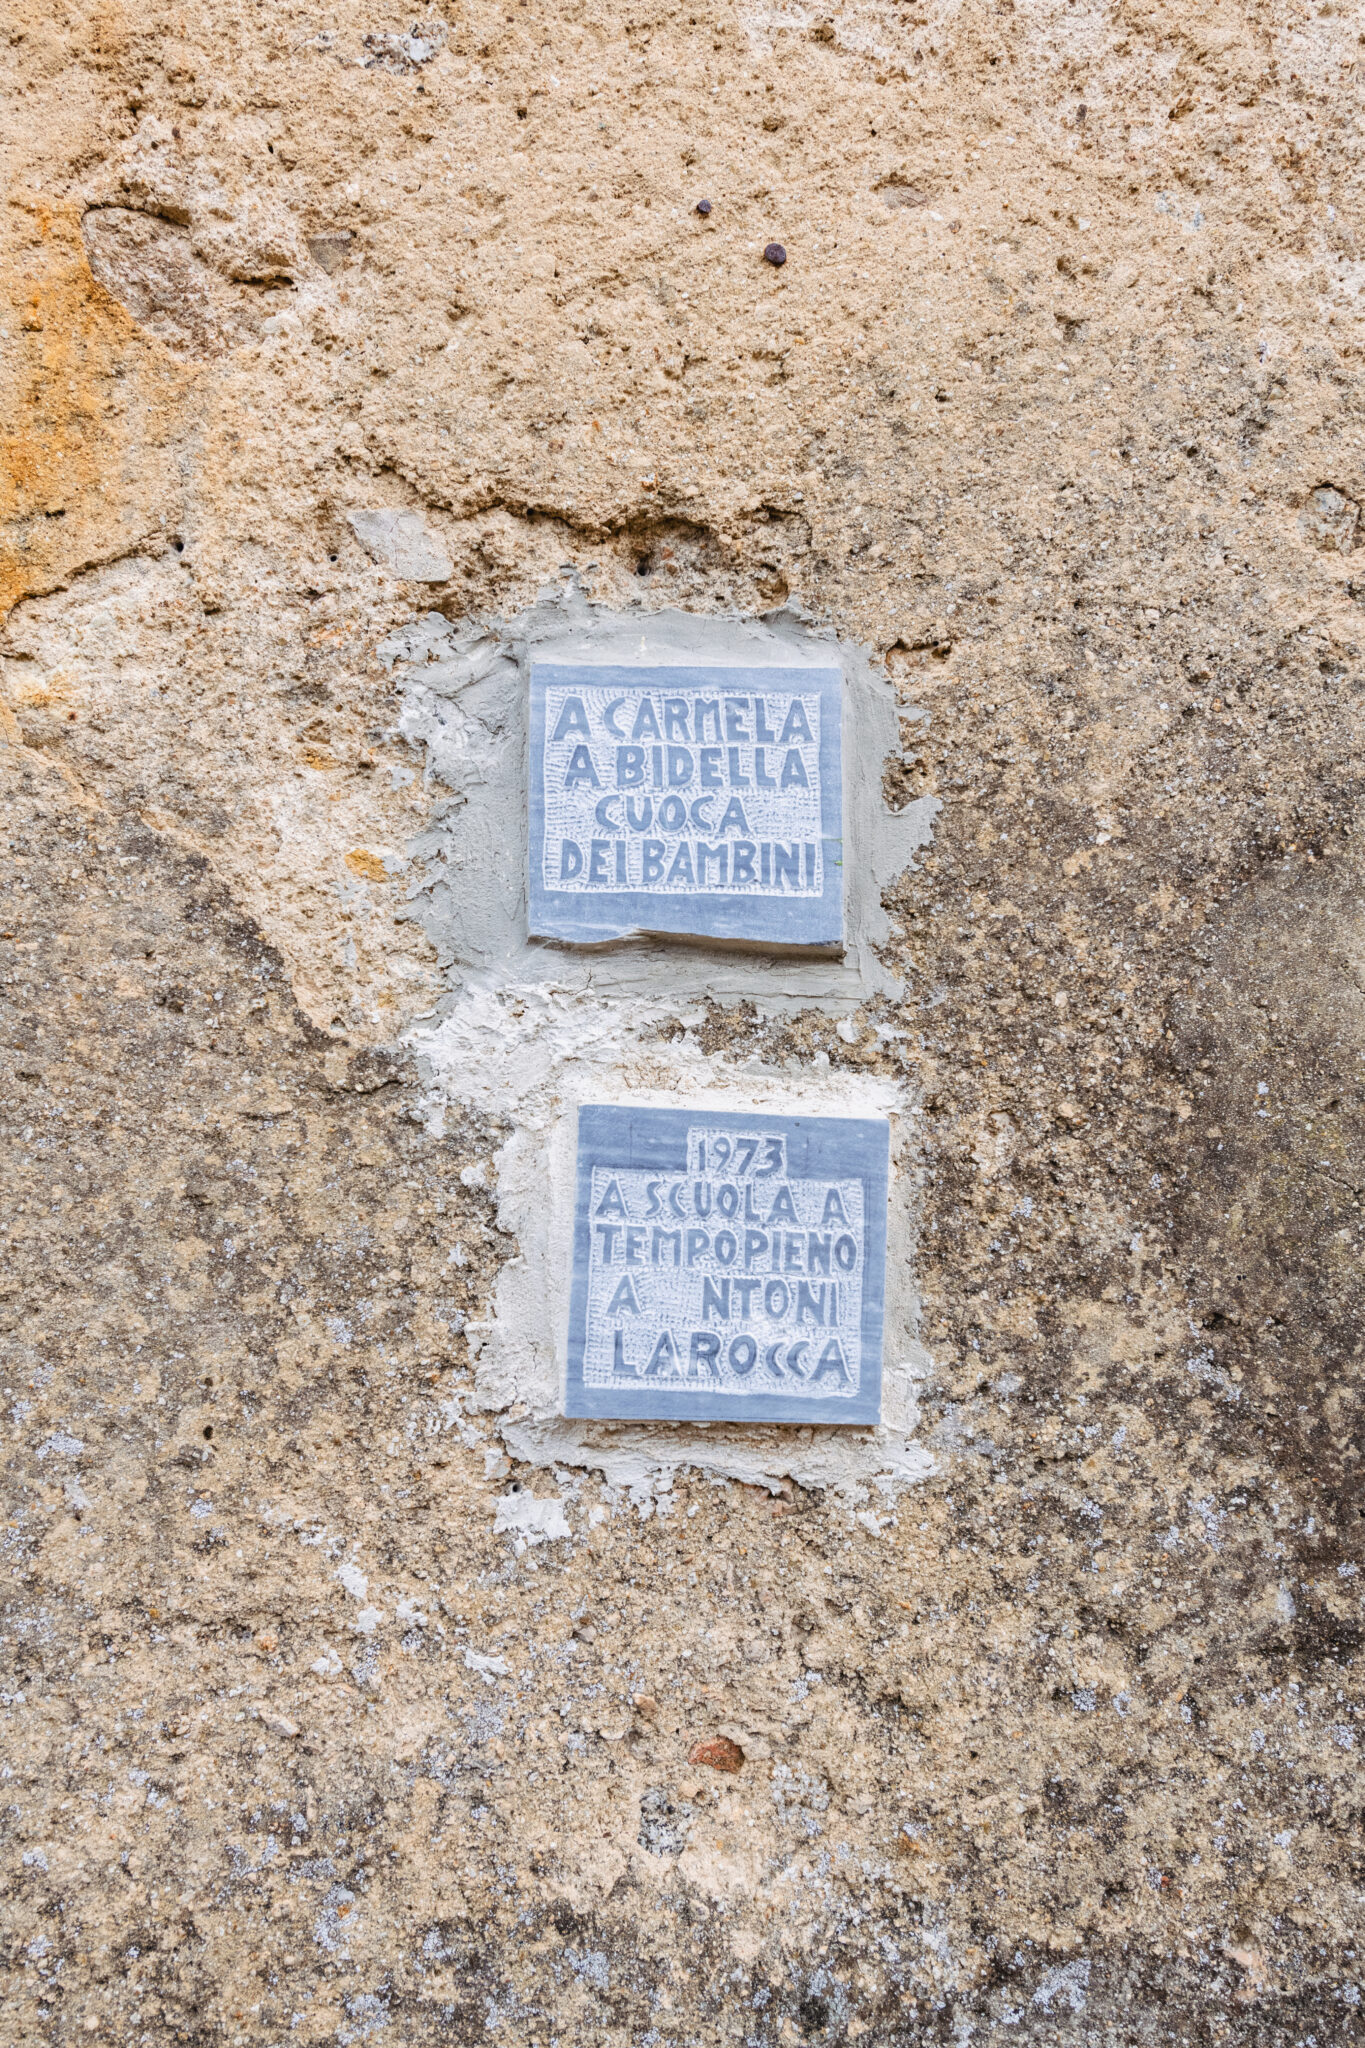 A CARMELA
A BIDELLA
CUOCA
DEI BAMBINI
1973
A SCUOLA A
TEMPOPIENO
A NTONI
LAROCCA